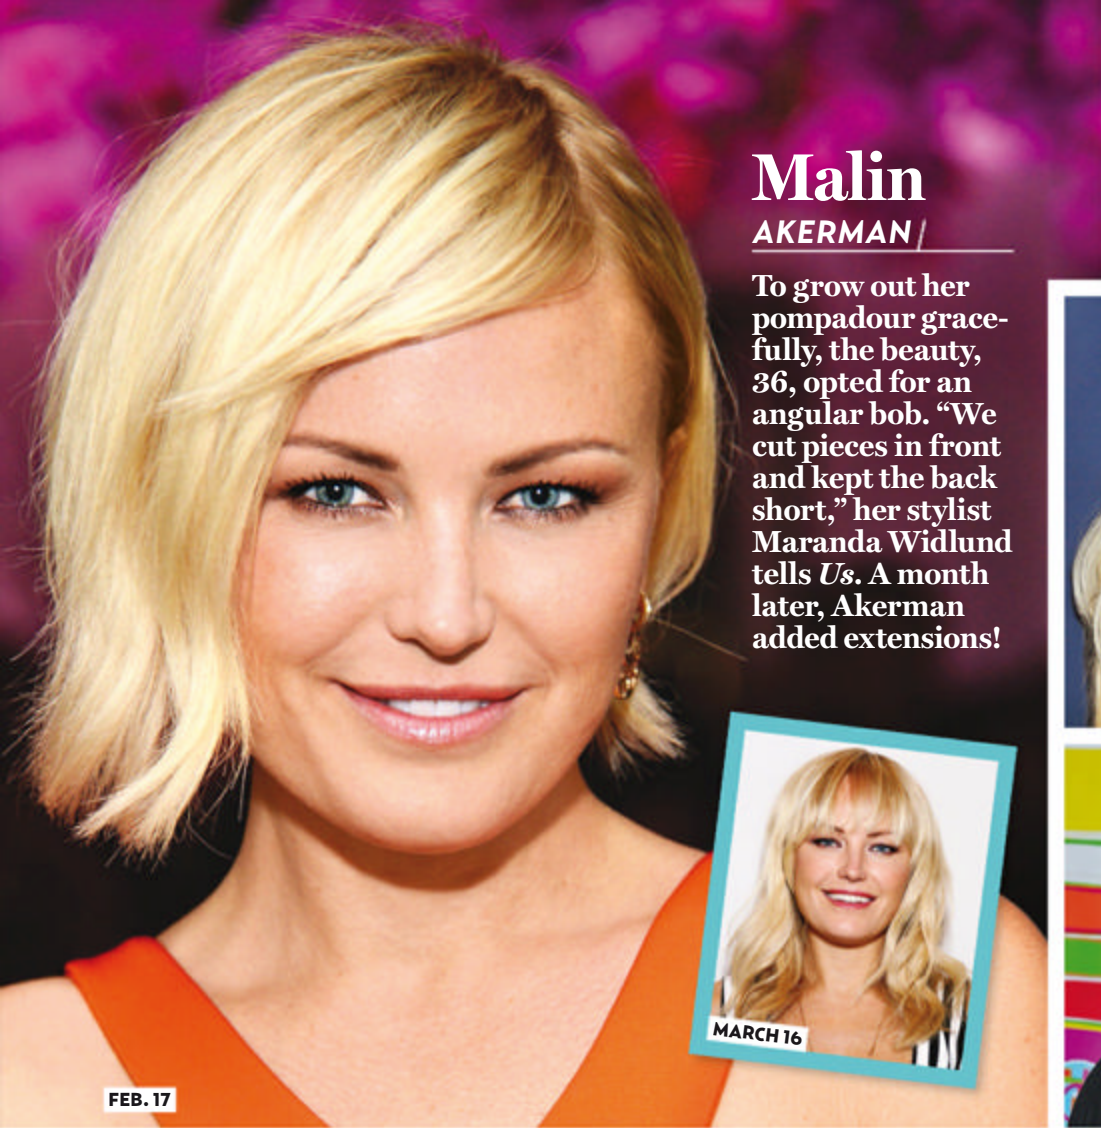 Malin
AKERMAN
To grow out her
pompadour grace-
fully, the beauty,
36, opted for an
angular bob. “We
cut pieces in front
and kept the back
short,” her stylist
Maranda Widlund
tells Us. A month
later, Akerman
added extensions!
MARCH 16
FEB. 17